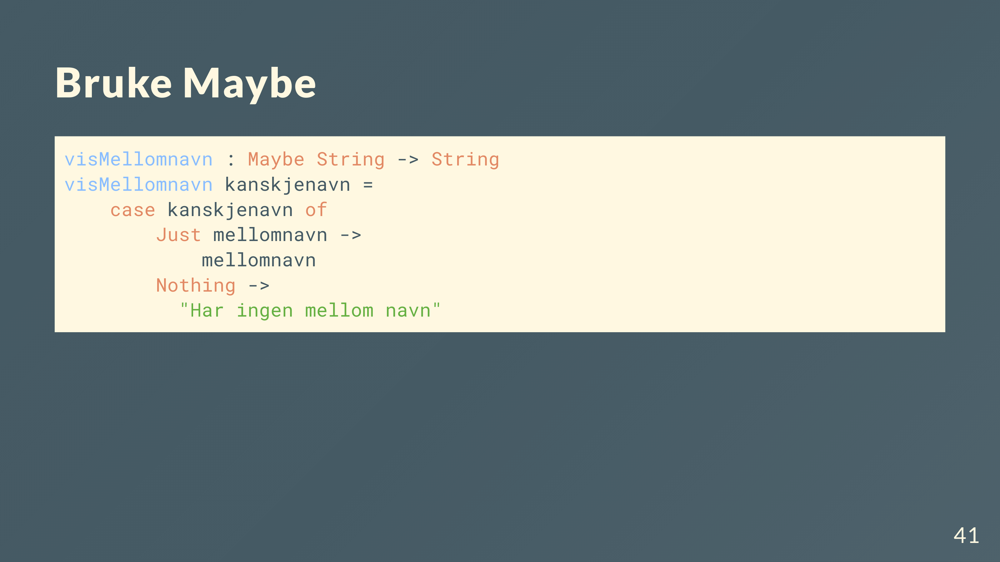 Bruke Maybe
visMellomnavn : Maybe String -> String
visMellomnavn kanskjenavn =
    case kanskjenavn of
        Just mellomnavn ->
            mellomnavn
        Nothing ->
          "Har ingen mellom navn"
41